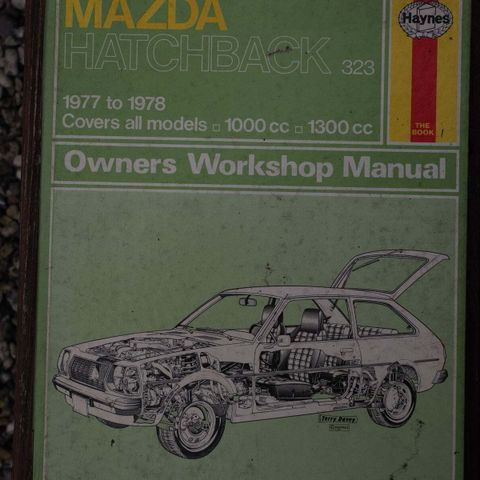 MAZDA
HATCHBACK 323
Haynes
THE
BOOK
1977 to 1978
Covers all models □ 1000 cc □ 1300 cc
Owners Workshop Manual
Terry Davey